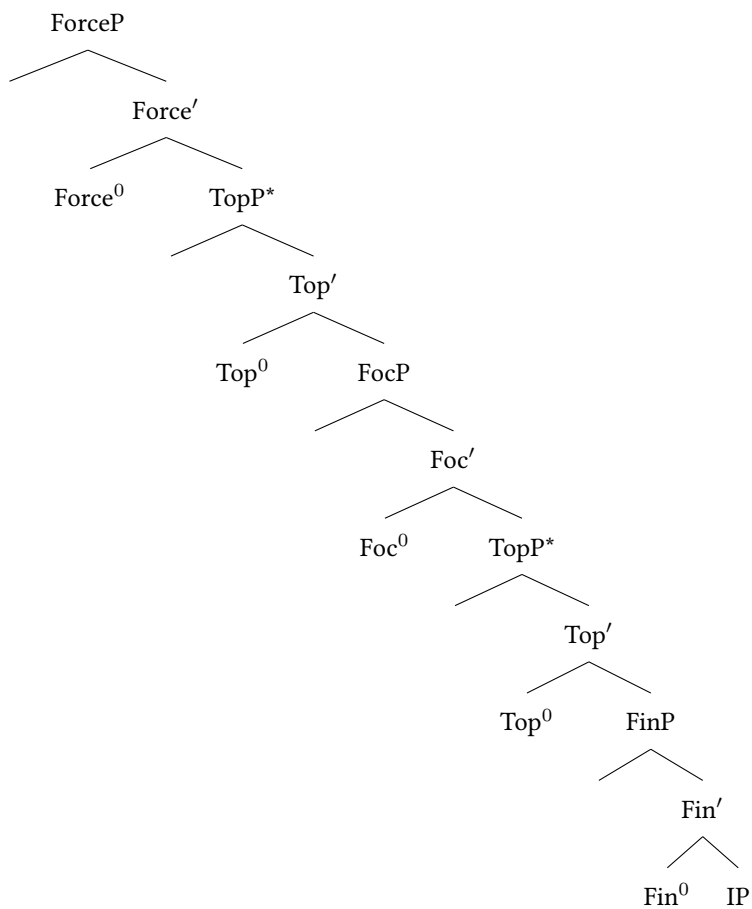 ForceP
Force′
Force⁰ TopP*
Top′
Top⁰ FocP
Foc′
Foc⁰ TopP*
Top′
Top⁰ FinP
Fin′
Fin⁰ IP